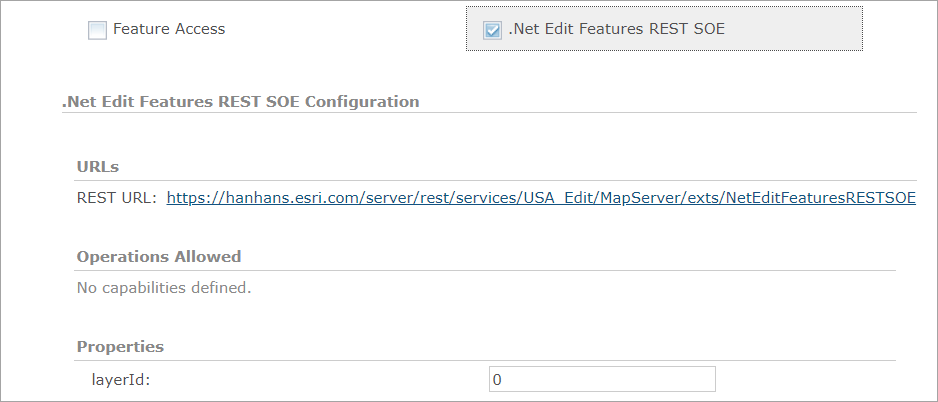 Feature Access
.Net Edit Features REST SOE
.Net Edit Features REST SOE Configuration
URLs
REST URL: https://hanhans.esri.com/server/rest/services/USA_Edit/MapServer/exts/NetEditFeaturesRESTSOE
Operations Allowed
No capabilities defined.
Properties
layerId: 0